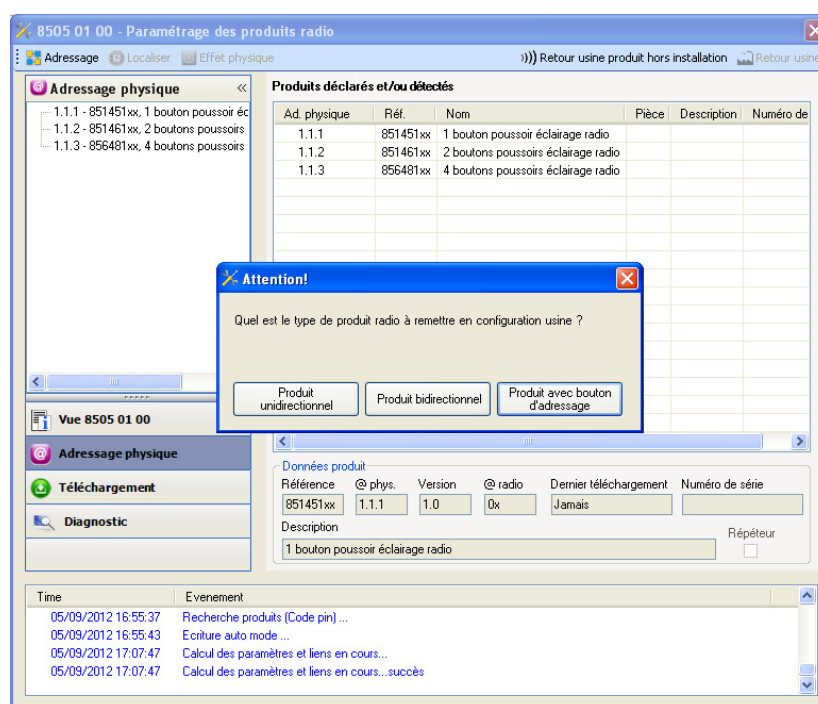 8505 01 00 - Paramétrage des produits radio
Adressage Localiser Effet physique ))) Retour usine produit hors installation Retour usine
Adressage physique «
1.1.1 - 851451xx, 1 bouton poussoir éc
1.1.2 - 851461xx, 2 boutons poussoirs
1.1.3 - 856481xx, 4 boutons poussoirs
Produits déclarés et/ou détectés
Ad. physique Réf. Nom Pièce Description Numéro de
1.1.1 851451xx 1 bouton poussoir éclairage radio
1.1.2 851461xx 2 boutons poussoirs éclairage radio
1.1.3 856481xx 4 boutons poussoirs éclairage radio
Attention!
Quel est le type de produit radio à remettre en configuration usine ?
Produit unidirectionnel
Produit bidirectionnel
Produit avec bouton d'adressage
Vue 8505 01 00
Adressage physique
Téléchargement
Diagnostic
Données produit
Référence @ phys. Version @ radio Dernier téléchargement Numéro de série
851451xx 1.1.1 1.0 0x Jamais
Description
1 bouton poussoir éclairage radio
Répéteur
Time Evenement
05/09/2012 16:55:37 Recherche produits (Code pin) ...
05/09/2012 16:55:43 Ecriture auto mode ...
05/09/2012 17:07:47 Calcul des paramètres et liens en cours...
05/09/2012 17:07:47 Calcul des paramètres et liens en cours...succès